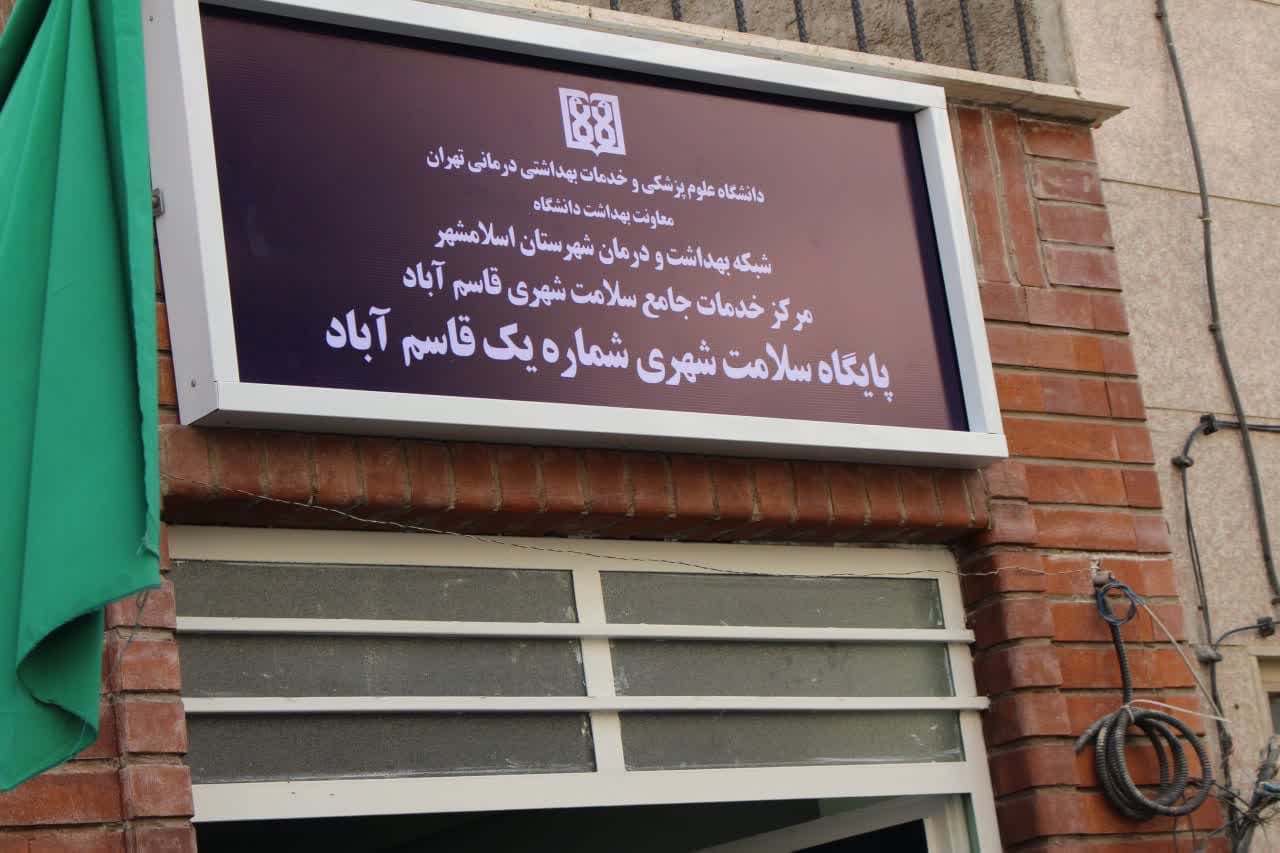 دانشگاه علوم پزشکی و خدمات بهداشتی درمانی تهران
معاونت بهداشت دانشگاه
شبکه بهداشت و درمان شهرستان اسلامشهر
مرکز خدمات جامع سلامت شهری قاسم آباد
پایگاه سلامت شهری شماره یک قاسم آباد